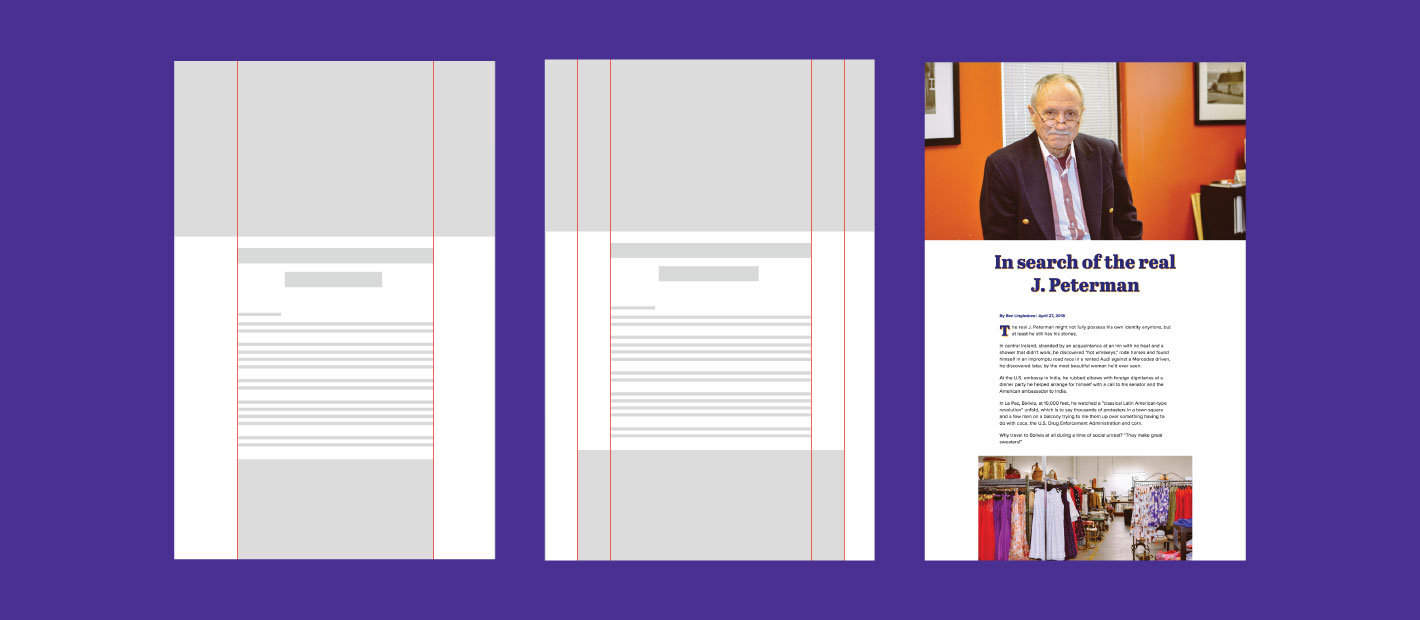 In search of the real
J. Peterman
By Ben Lingbeken | April 21, 2016
The real J. Peterman might not fully possess his own identity anymore, but
at least he still has his stories.
In central Ireland, stranded by an acquaintance at an inn with no heat and a
shower that didn't work, he discovered "hot whiskeys," rode horses and found
himself in an impromptu road race in a rented Audi against a Mercedes driven,
he discovered later, by the most beautiful woman he'd ever seen.
At the U.S. embassy in India, he rubbed elbows with foreign dignitaries at a
dinner party he helped arrange for himself with a call to his senator and the
American ambassador to India.
In La Paz, Bolivia, at 10,000 feet, he watched a "classical Latin American-type
revolution" unfold, which is to say thousands of protesters in a town square
and a few men on a balcony trying to rile them up over something having to
do with coca, the U.S. Drug Enforcement Administration and corn.
Why travel to Bolivia at all during a time of social unrest? "They make great
sweaters!"